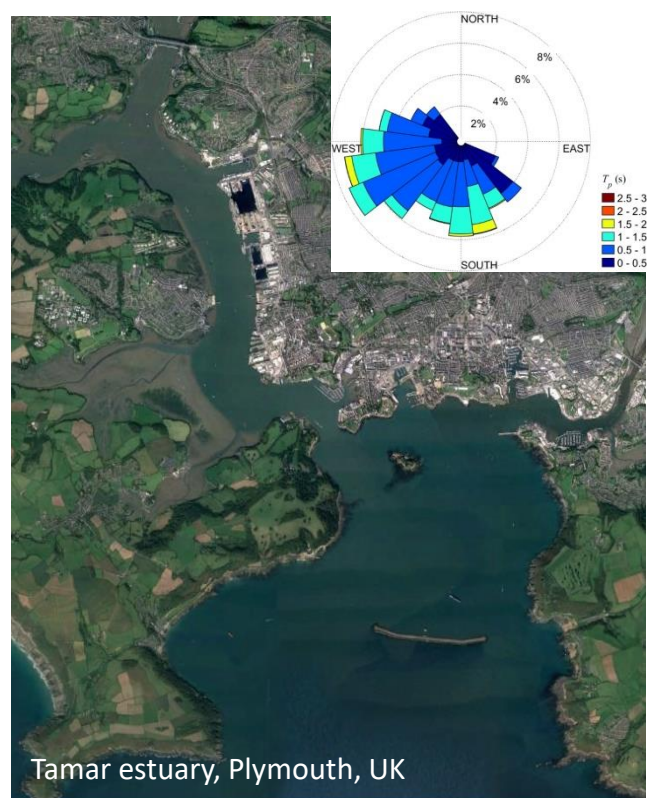 NORTH
8%
6%
4%
2%
WEST
EAST
SOUTH
T_p (s)
2.5 - 3
2 - 2.5
1.5 - 2
1 - 1.5
0.5 - 1
0 - 0.5
Tamar estuary, Plymouth, UK